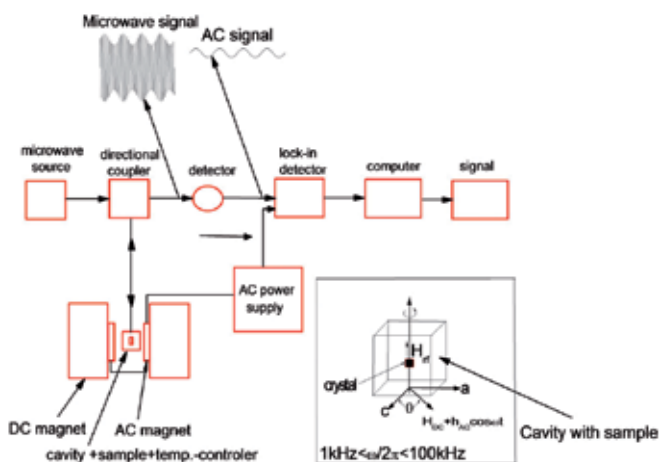 Microwave signal
AC signal
microwave
source
directional
coupler
detector
lock-in
detector
computer
signal
AC power
supply
DC magnet
AC magnet
cavity +sample+temp.-controler
H_rf
crystal
a
c
θ
H_DC+h_AC cosωt
1kHz<ω/2π<100kHz
Cavity with sample